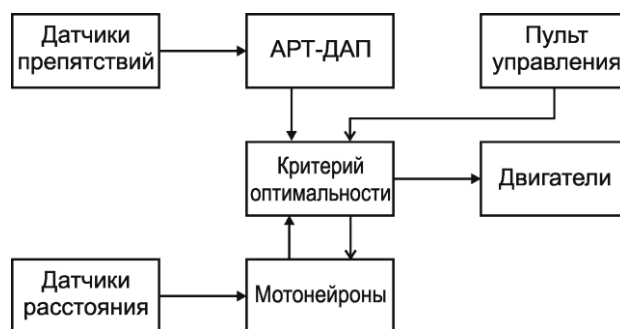 Датчики
препятствий
АРТ-ДАП
Пульт
управления
Критерий
оптимальности
Двигатели
Датчики
расстояния
Мотонейроны